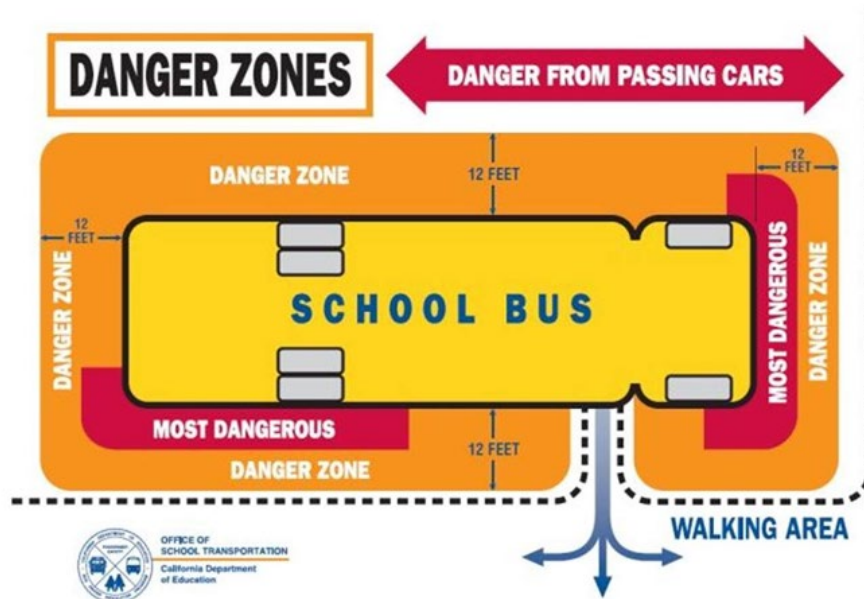 DANGER ZONES
DANGER FROM PASSING CARS
DANGER ZONE
12 FEET
12
FEET
12
FEET
DANGER ZONE
SCHOOL BUS
MOST DANGEROUS
DANGER ZONE
MOST DANGEROUS
DANGER ZONE
12 FEET
WALKING AREA
OFFICE OF
SCHOOL TRANSPORTATION
California Department
of Education